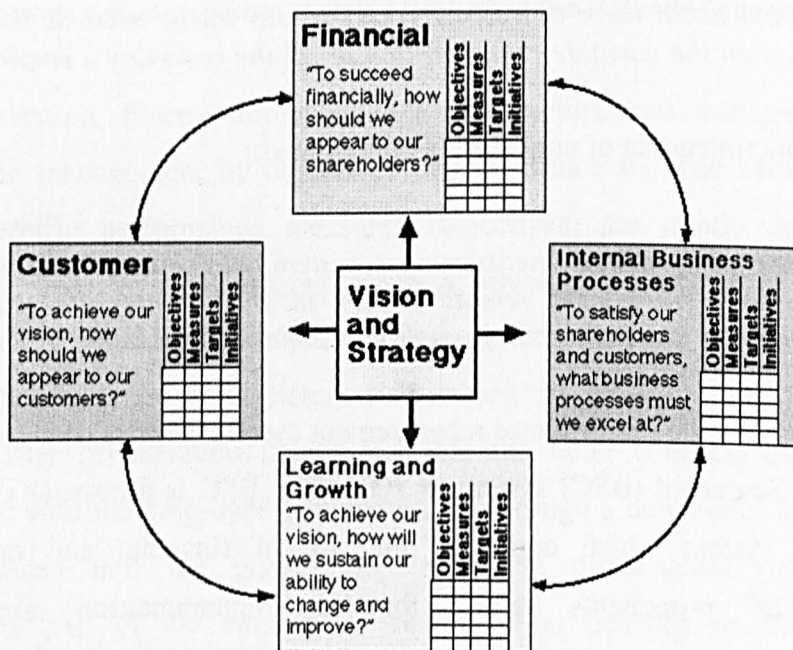 Financial
"To succeed
financially, how
should we
appear to our
shareholders?"
Objectives
Measures
Targets
Initiatives
Customer
"To achieve our
vision, how
should we
appear to our
customers?"
Objectives
Measures
Targets
Initiatives
Vision
and
Strategy
Internal Business
Processes
"To satisfy our
shareholders
and customers,
what business
processes must
we excel at?"
Objectives
Measures
Targets
Initiatives
Learning and
Growth
"To achieve our
vision, how will
we sustain our
ability to
change and
improve?"
Objectives
Measures
Targets
Initiatives